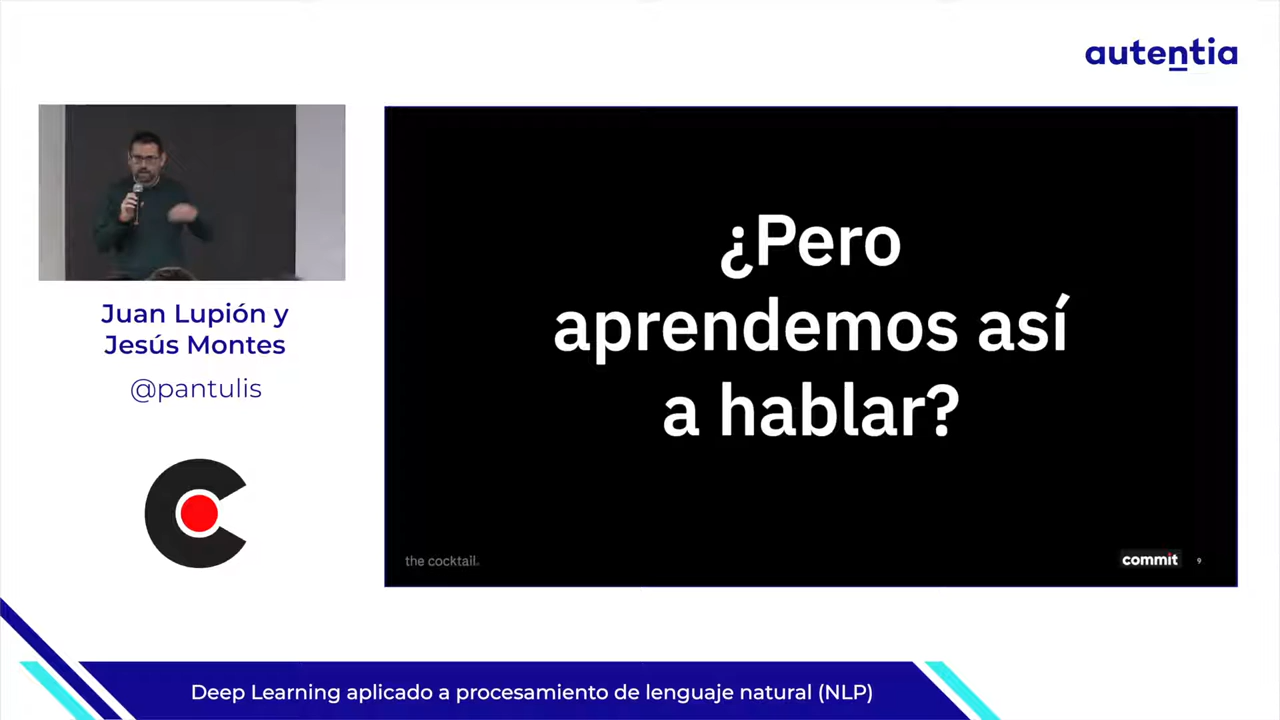 autentia
Juan Lupión y
Jesús Montes
@pantulis
¿Pero
aprendemos así
a hablar?
the cocktail.
commit
9
Deep Learning aplicado a procesamiento de lenguaje natural (NLP)